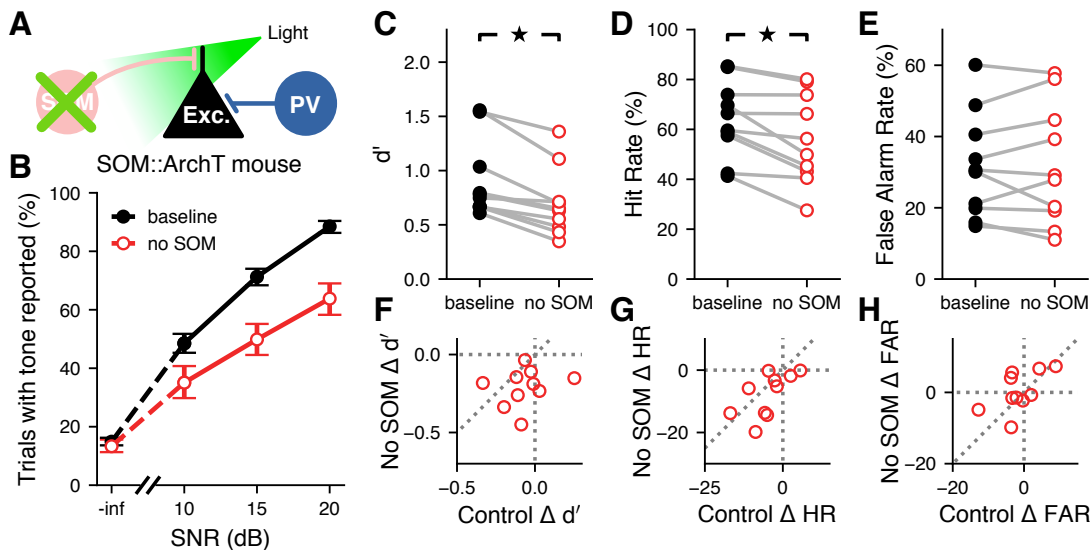 A
Light
SOM
Exc.
PV
B
SOM::ArchT mouse
Trials with tone reported (%)
100
80
60
40
20
0
baseline
no SOM
-inf
10
15
20
SNR (dB)
C
d'
2.0
1.5
1.0
0.5
0.0
★
baseline
no SOM
D
Hit Rate (%)
100
80
60
40
20
0
★
baseline
no SOM
E
False Alarm Rate (%)
60
40
20
0
baseline
no SOM
F
No SOM Δ d′
0.0
−0.5
−0.5
0.0
Control Δ d′
G
No SOM Δ HR
0
−20
−25
0
Control Δ HR
H
No SOM Δ FAR
20
0
−20
−20
0
Control Δ FAR